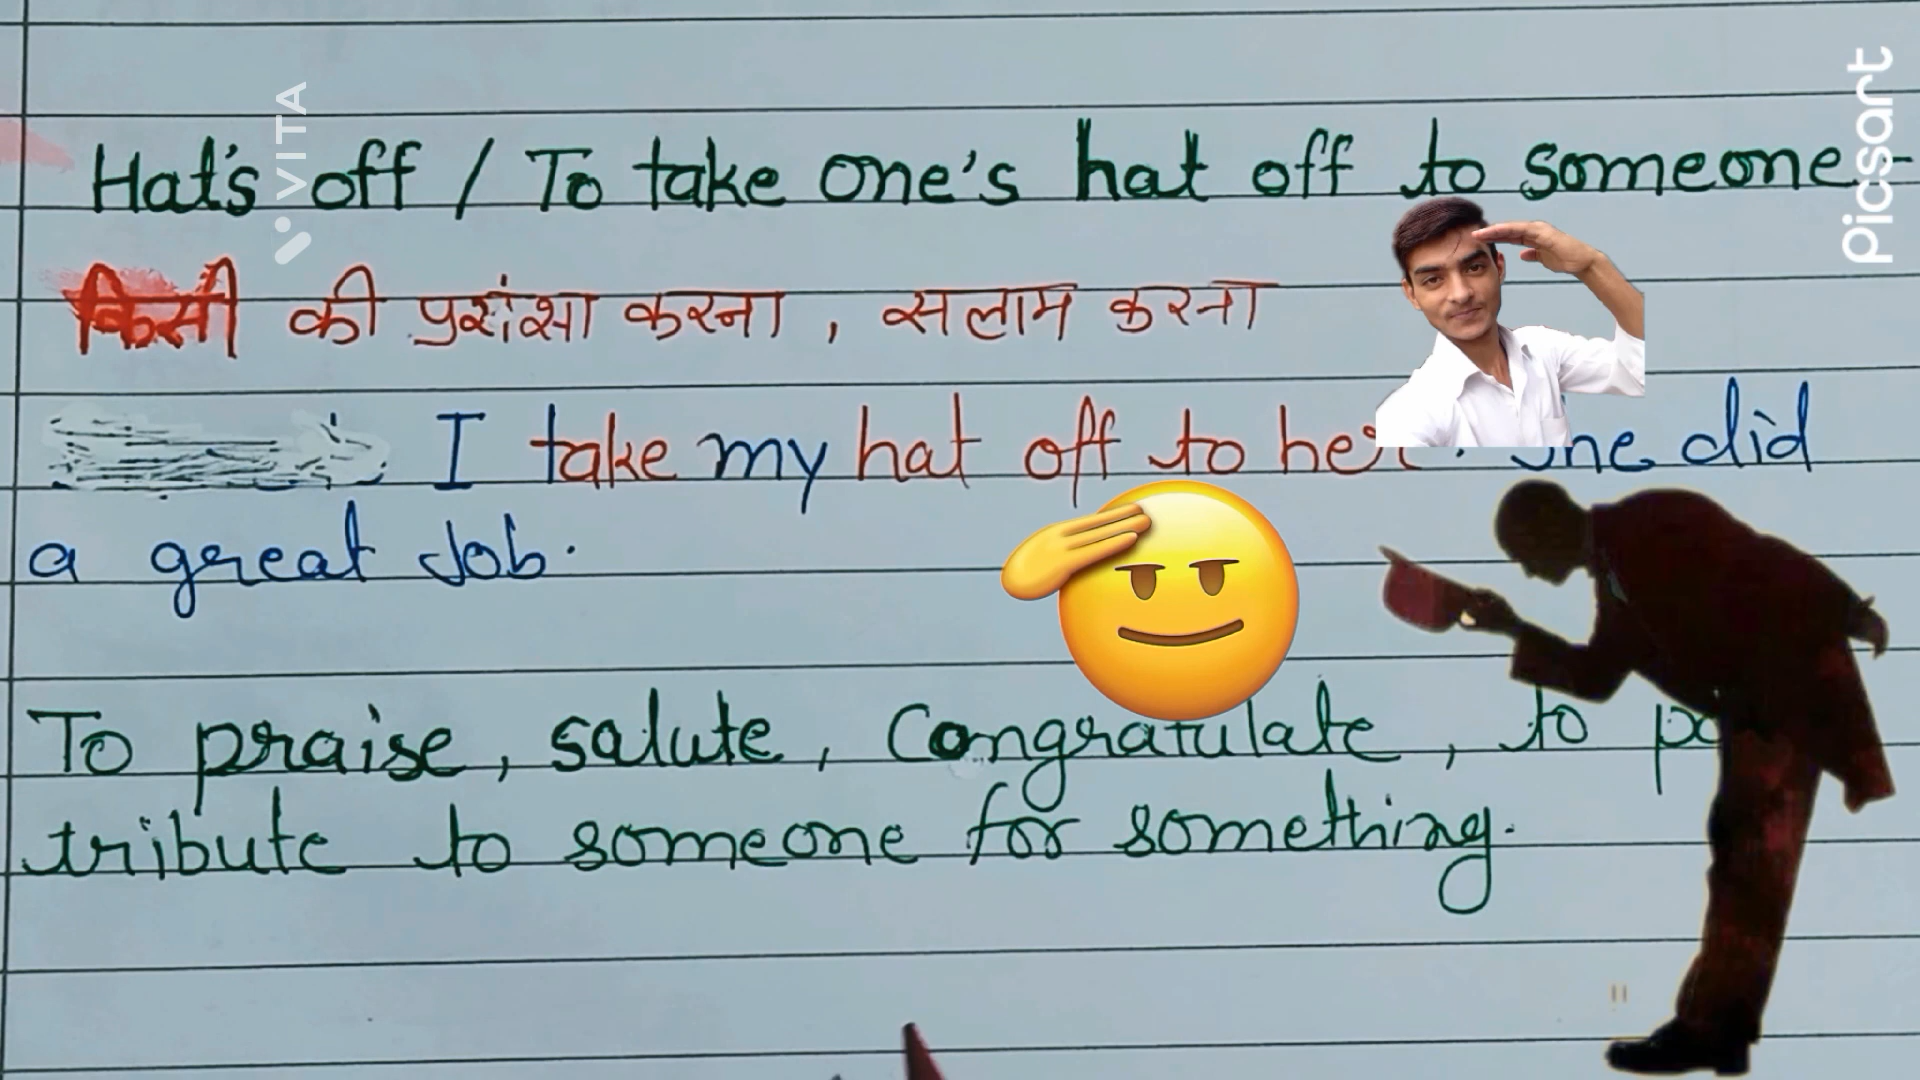 Hat's off / To take one's hat off to someone -
किसी की प्रशंसा करना, सलाम करना
I take my hat off to her. did
a great Job.
To praise, salute, Congratulate, to
tribute to someone for something.
VITA
picsart